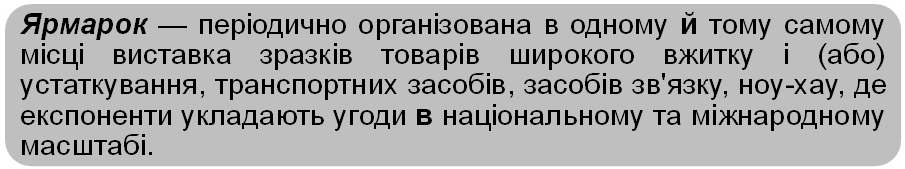 Ярмарок — періодично організована в одному й тому самому
місці виставка зразків товарів широкого вжитку і (або)
устаткування, транспортних засобів, засобів зв'язку, ноу-хау, де
експоненти укладають угоди в національному та міжнародному
масштабі.